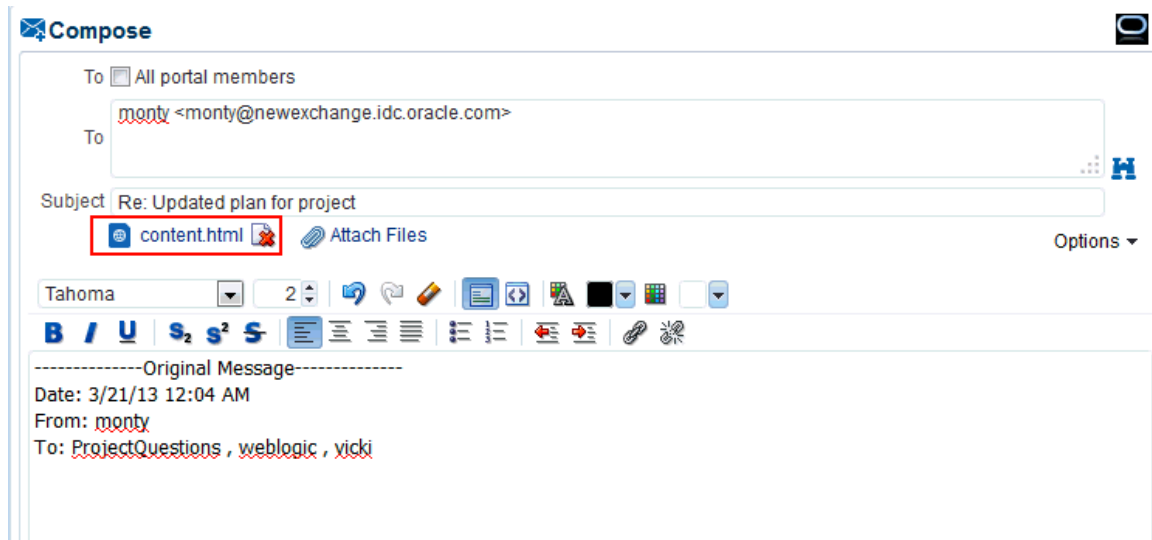 Compose
To All portal members
To monty <monty@newexchange.idc.oracle.com>
Subject Re: Updated plan for project
content.html Attach Files Options
Tahoma 2
B I U S₂ S² S
--------------Original Message--------------
Date: 3/21/13 12:04 AM
From: monty
To: ProjectQuestions , weblogic , vicki